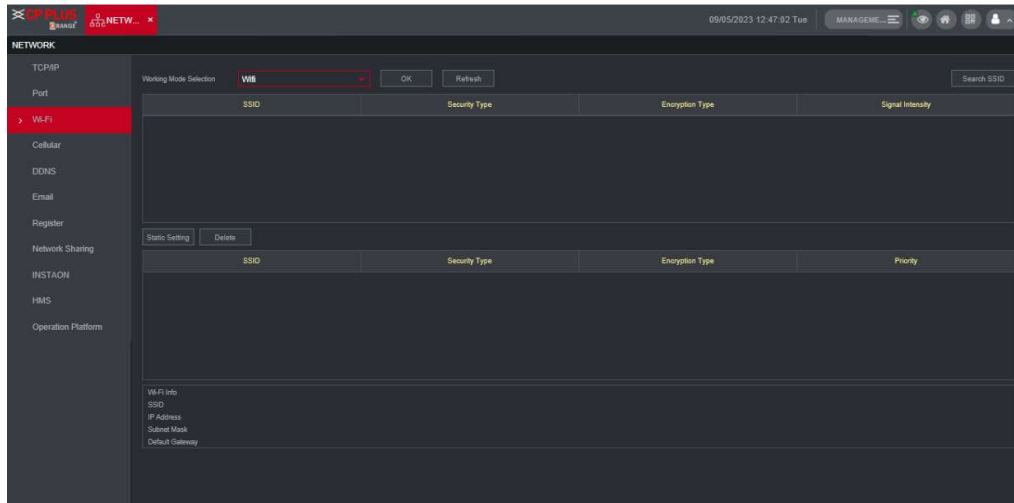 CP PLUS
ORANGE
NETW...
09/05/2023 12:47:02 Tue
MANAGEME...
NETWORK
TCP/IP
Port
Wi-Fi
Cellular
DDNS
Email
Register
Network Sharing
INSTAON
HMS
Operation Platform
Working Mode Selection Wifi OK Refresh Search SSID
SSID Security Type Encryption Type Signal Intensity
Static Setting Delete
SSID Security Type Encryption Type Priority
Wi-Fi Info
SSID
IP Address
Subnet Mask
Default Gateway